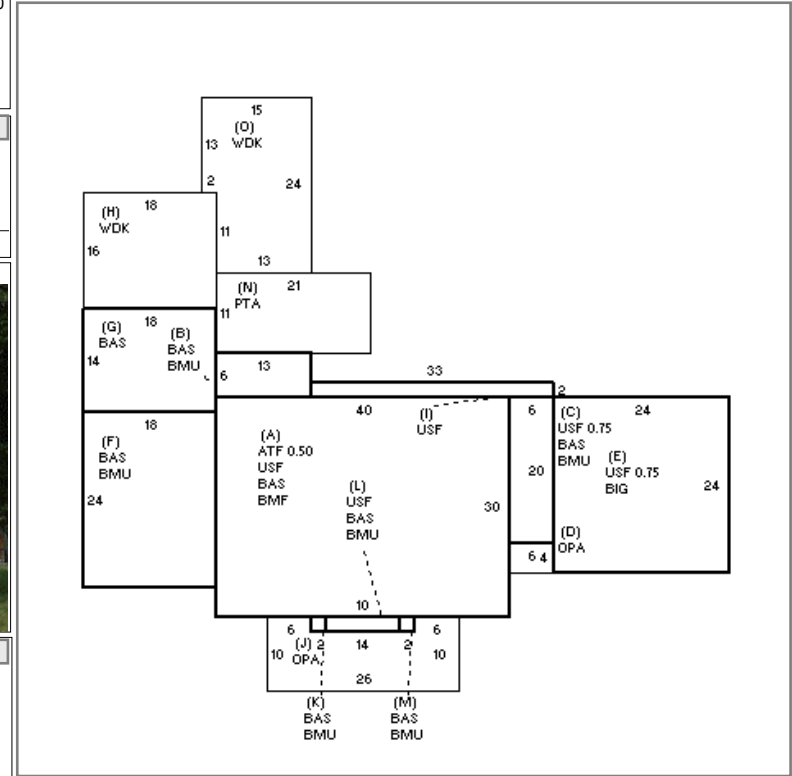 15
(O)
13 WDK
2
24
18
(H)
WDK
11
16
13
(N) 21
PTA
11
18
(G)
BAS
(B)
BAS
BMU
14
6
13
33
2
40
18
(F)
BAS
BMU
24
(A)
ATF 0.50
USF
BAS
BMF
(I)
USF
(L)
USF
BAS
BMU
30
6
20
(C)
USF 0.75
BAS
BMU
24
(E)
USF 0.75
BIG
24
(D)
OPA
6 4
10
6
(J) 2
10 OPA
14
2
6
10
26
(K)
BAS
BMU
(M)
BAS
BMU